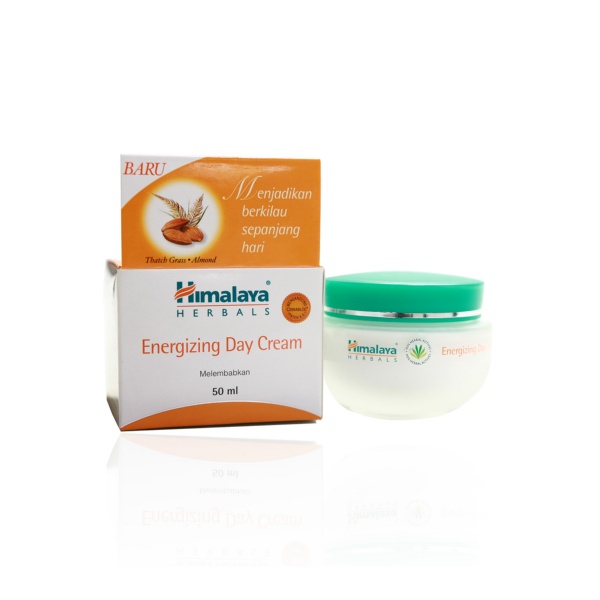 BARU
Menjadikan
berkilau
sepanjang
hari
Thatch Grass • Almond
Himalaya®
HERBALS
Energizing Day Cream
Melembabkan
50 ml
Himalaya
HERBALS
Energizing Da